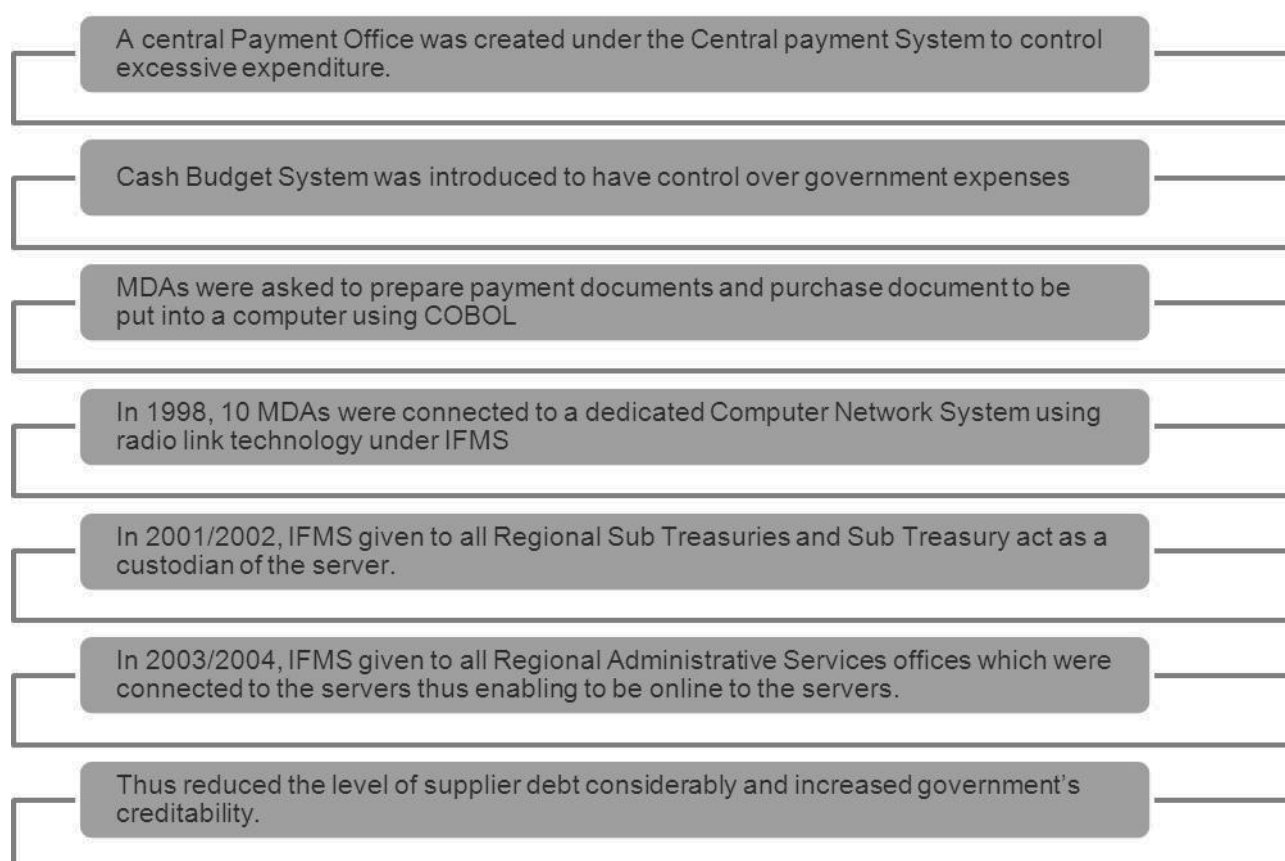 A central Payment Office was created under the Central payment System to control
excessive expenditure.
Cash Budget System was introduced to have control over government expenses
MDAs were asked to prepare payment documents and purchase document to be
put into a computer using COBOL
In 1998, 10 MDAs were connected to a dedicated Computer Network System using
radio link technology under IFMS
In 2001/2002, IFMS given to all Regional Sub Treasuries and Sub Treasury act as a
custodian of the server.
In 2003/2004, IFMS given to all Regional Administrative Services offices which were
connected to the servers thus enabling to be online to the servers.
Thus reduced the level of supplier debt considerably and increased government’s
creditability.